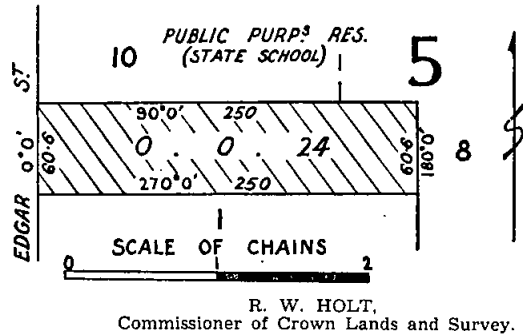 10
PUBLIC PURP.S RES.
(STATE SCHOOL)
5
EDGAR ST
0°0'
60·6
90°0' 250
0 . 0 . 24
270°0' 250
60·6
180°0'
8
1
SCALE OF CHAINS
0 2
R. W. HOLT,
Commissioner of Crown Lands and Survey.